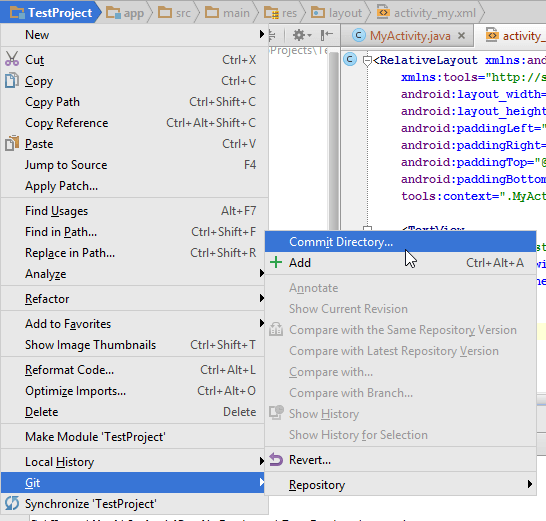 TestProject app src main res layout activity_my.xml
New
Cut Ctrl+X
Copy Ctrl+C
Copy Path Ctrl+Shift+C
Copy Reference Ctrl+Alt+Shift+C
Paste Ctrl+V
Jump to Source F4
Apply Patch...
Find Usages Alt+F7
Find in Path... Ctrl+Shift+F
Replace in Path... Ctrl+Shift+R
Analyze
Refactor
Add to Favorites
Show Image Thumbnails Ctrl+Shift+T
Reformat Code... Ctrl+Alt+L
Optimize Imports... Ctrl+Alt+O
Delete Delete
Make Module 'TestProject'
Local History
Git
Synchronize 'TestProject'
MyActivity.java activity_
Projects\Te
<RelativeLayout xmlns:and
xmlns:tools="http://s
android:layout_width=
android:layout_height
android:paddingLeft="
android:paddingRight=
android:paddingTop="@
android:paddingBottom
tools:context=".MyAct
<TextView
Commit Directory...
Add Ctrl+Alt+A
Annotate
Show Current Revision
Compare with the Same Repository Version
Compare with Latest Repository Version
Compare with...
Compare with Branch...
Show History
Show History for Selection
Revert...
Repository